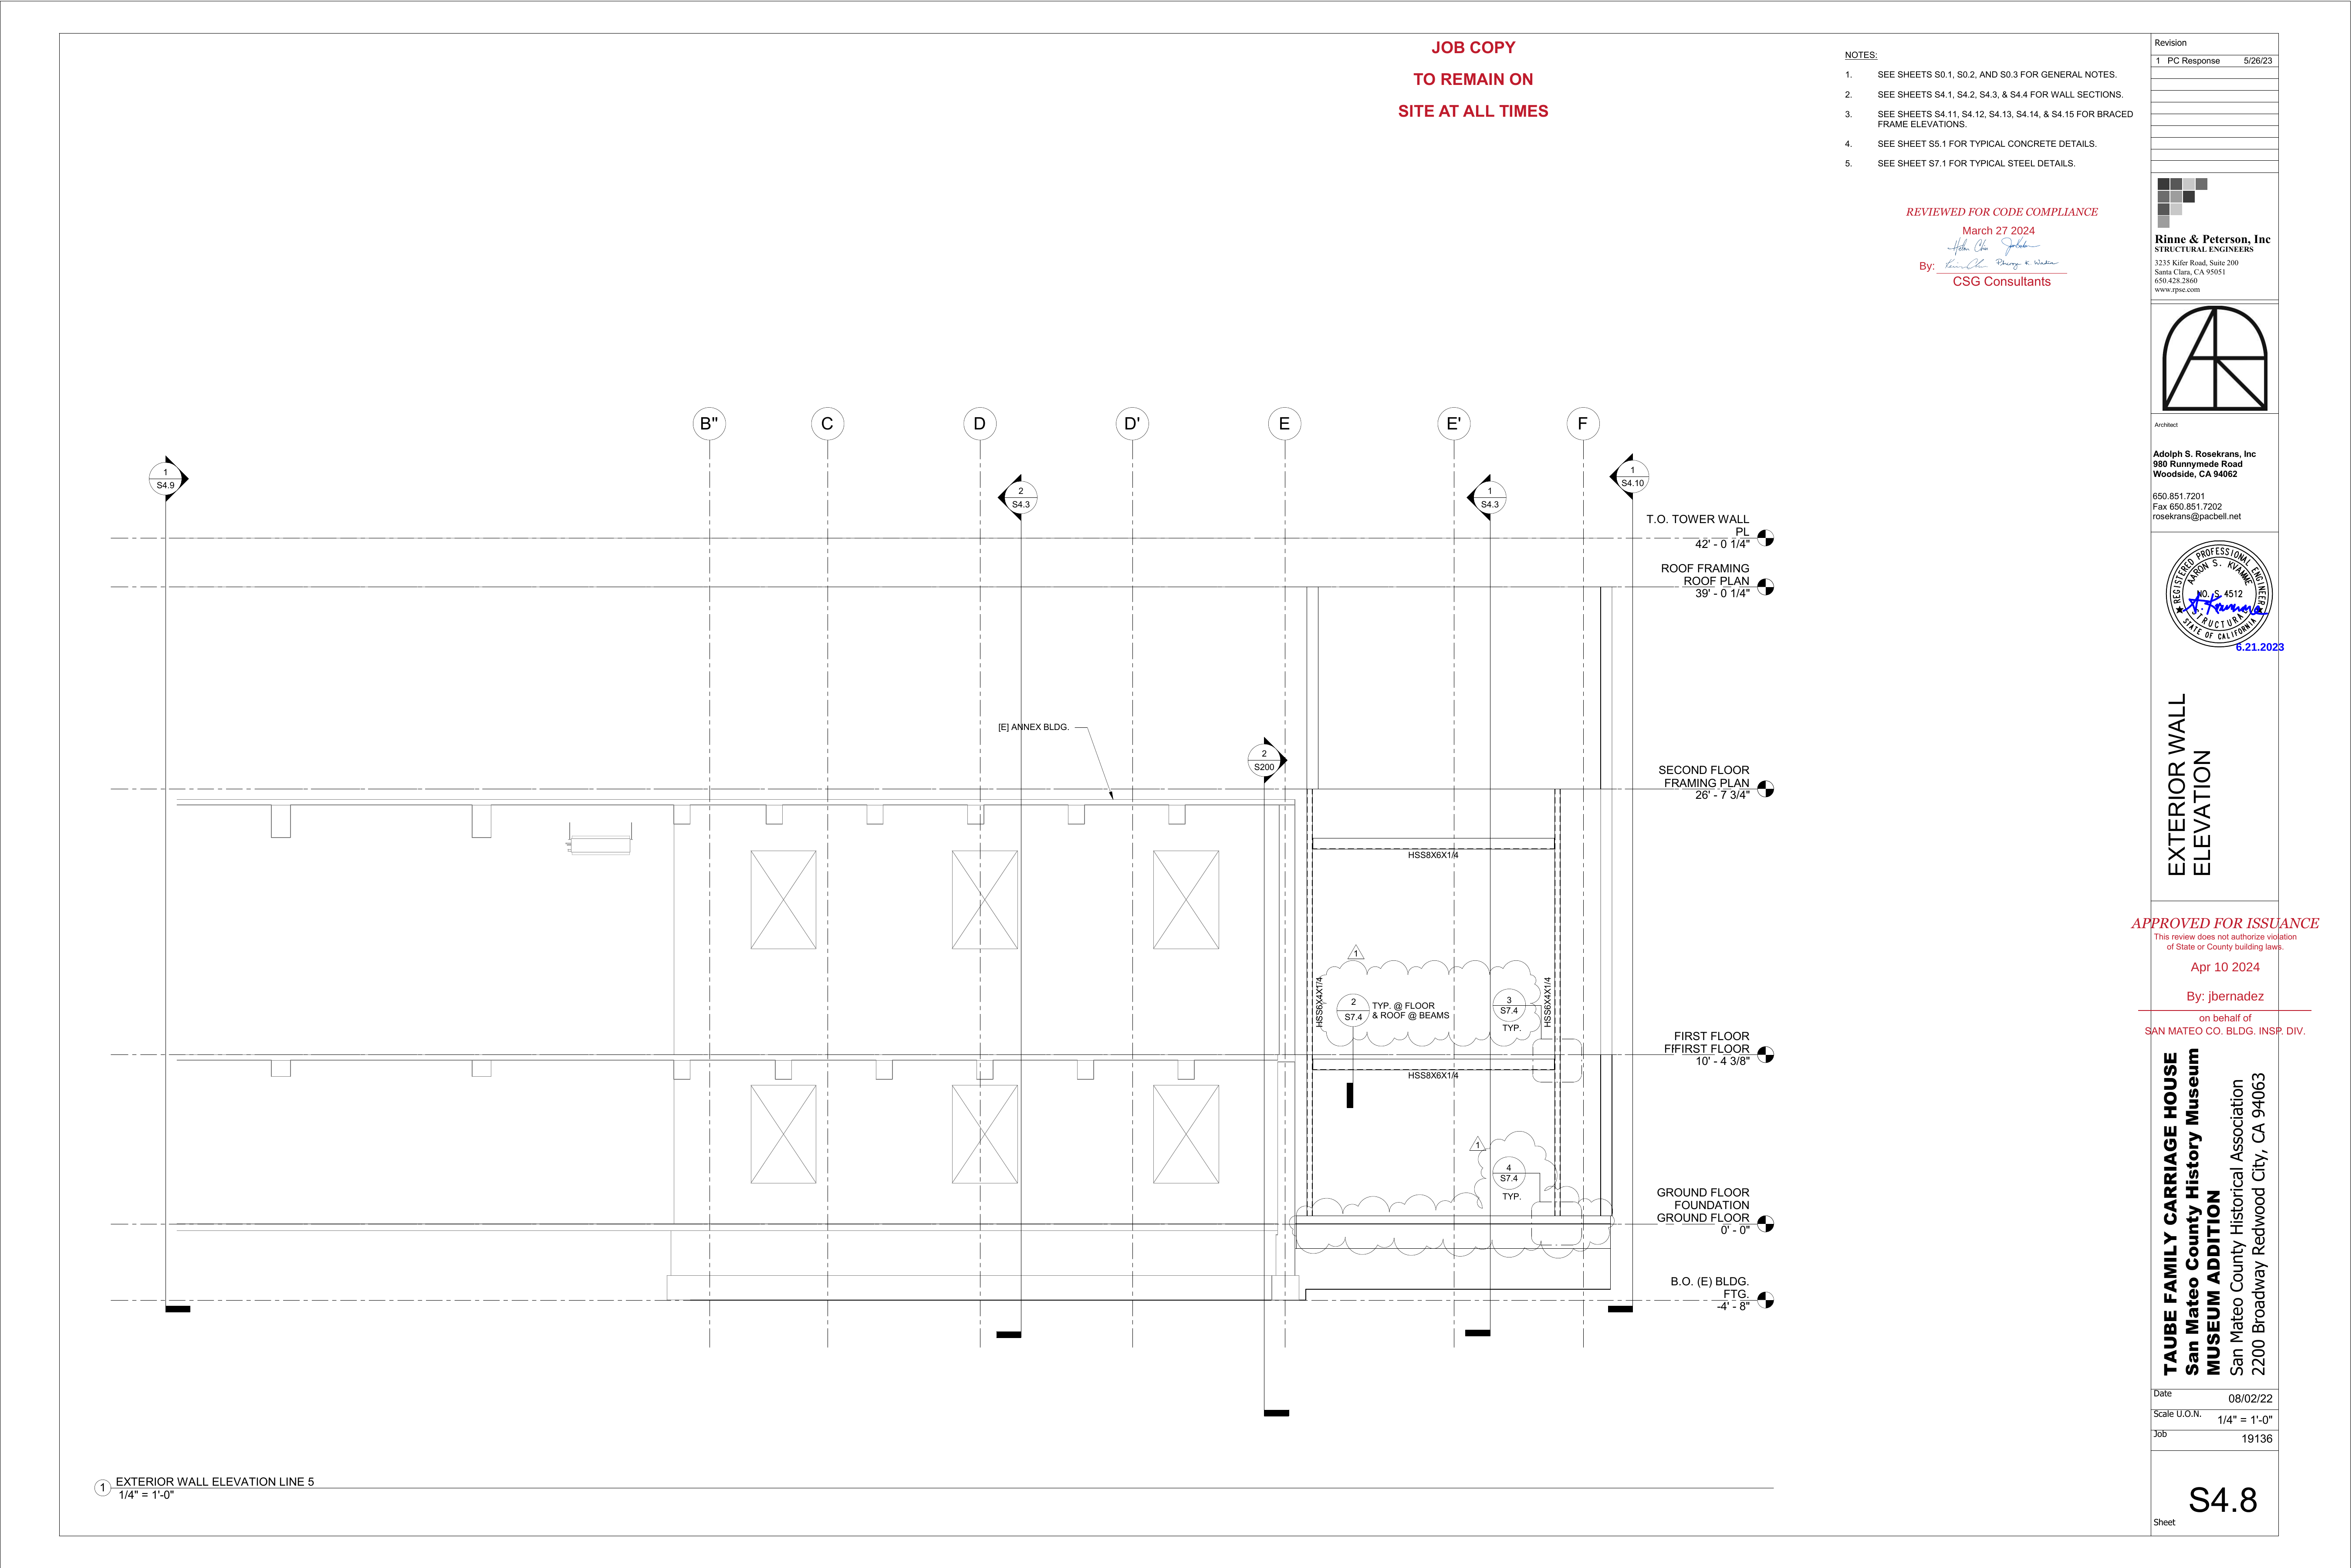 JOB COPY
TO REMAIN ON
SITE AT ALL TIMES
NOTES:
1. SEE SHEETS S0.1, S0.2, AND S0.3 FOR GENERAL NOTES.
2. SEE SHEETS S4.1, S4.2, S4.3, & S4.4 FOR WALL SECTIONS.
3. SEE SHEETS S4.11, S4.12, S4.13, S4.14, & S4.15 FOR BRACED
FRAME ELEVATIONS.
4. SEE SHEET S5.1 FOR TYPICAL CONCRETE DETAILS.
5. SEE SHEET S7.1 FOR TYPICAL STEEL DETAILS.
REVIEWED FOR CODE COMPLIANCE
March 27 2024
By:
CSG Consultants
B"
C
D
D'
E
E'
F
1
S4.9
2
S4.3
1
S4.3
1
S4.10
T.O. TOWER WALL
PL
42' - 0 1/4"
ROOF FRAMING
ROOF PLAN
39' - 0 1/4"
[E] ANNEX BLDG.
2
S200
SECOND FLOOR
FRAMING PLAN
26' - 7 3/4"
HSS8X6X1/4
1
HSS6X4X1/4
2
S7.4
TYP. @ FLOOR
& ROOF @ BEAMS
3
S7.4
TYP.
HSS6X4X1/4
FIRST FLOOR
FIFIRST FLOOR
10' - 4 3/8"
HSS8X6X1/4
1
4
S7.4
TYP.
GROUND FLOOR
FOUNDATION
GROUND FLOOR
0' - 0"
B.O. (E) BLDG.
FTG.
-4' - 8"
1
EXTERIOR WALL ELEVATION LINE 5
1/4" = 1'-0"
Revision
1 PC Response 5/26/23
Rinne & Peterson, Inc
STRUCTURAL ENGINEERS
3235 Kifer Road, Suite 200
Santa Clara, CA 95051
650.428.2860
www.rpse.com
Architect
Adolph S. Rosekrans, Inc
980 Runnymede Road
Woodside, CA 94062
650.851.7201
Fax 650.851.7202
rosekrans@pacbell.net
REGISTERED PROFESSIONAL ENGINEER
AARON S. KVAMME
NO. S 4512
STRUCTURAL
STATE OF CALIFORNIA
6.21.2023
EXTERIOR WALL
ELEVATION
APPROVED FOR ISSUANCE
This review does not authorize violation
of State or County building laws.
Apr 10 2024
By: jbernadez
on behalf of
SAN MATEO CO. BLDG. INSP. DIV.
TAUBE FAMILY CARRIAGE HOUSE
San Mateo County History Museum
MUSEUM ADDITION
San Mateo County Historical Association
2200 Broadway Redwood City, CA 94063
Date 08/02/22
Scale U.O.N. 1/4" = 1'-0"
Job 19136
S4.8
Sheet